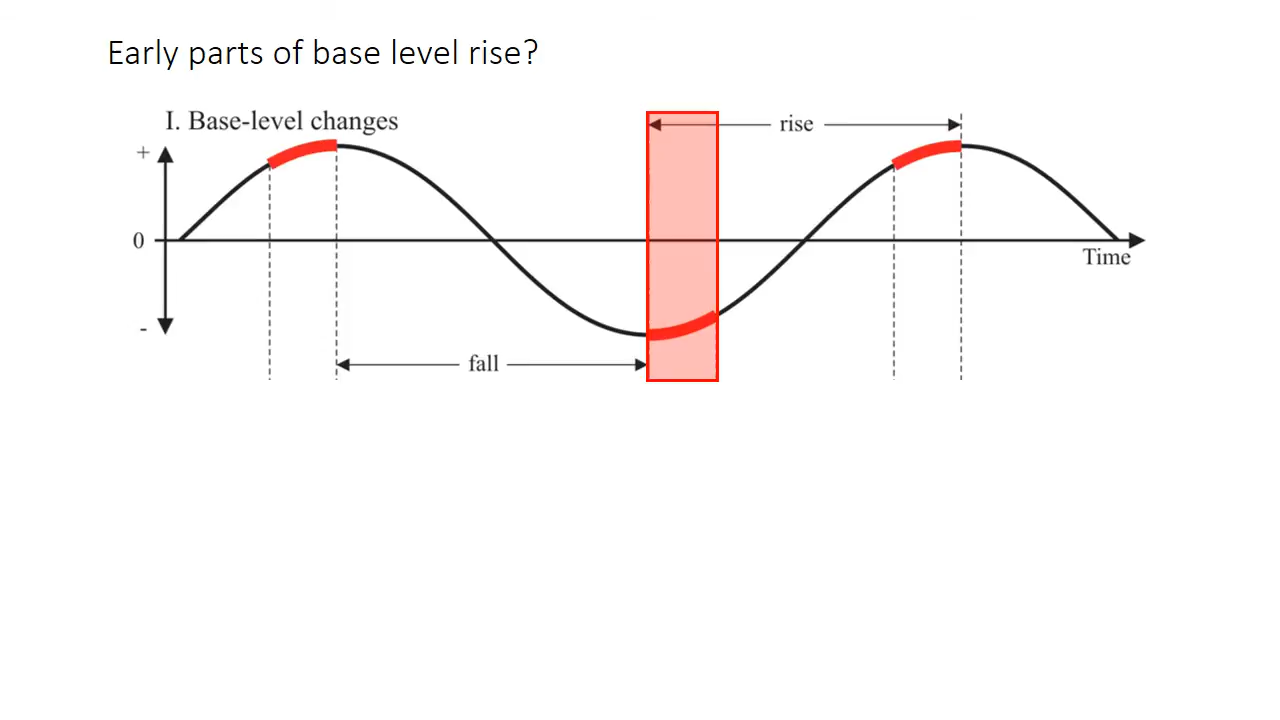 Early parts of base level rise?
I. Base-level changes
rise
+
0
Time
-
fall